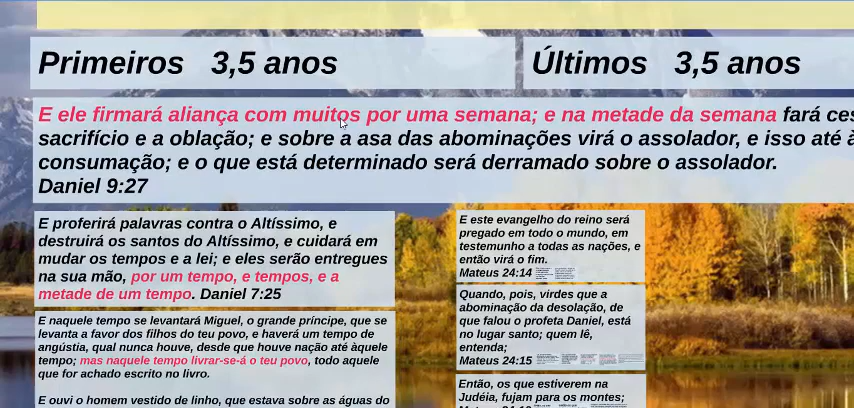 Primeiros 3,5 anos
Últimos 3,5 anos
E ele firmará aliança com muitos por uma semana; e na metade da semana fará ces
sacrifício e a oblação; e sobre a asa das abominações virá o assolador, e isso até à
consumação; e o que está determinado será derramado sobre o assolador.
Daniel 9:27
E proferirá palavras contra o Altíssimo, e
destruirá os santos do Altíssimo, e cuidará em
mudar os tempos e a lei; e eles serão entregues
na sua mão, por um tempo, e tempos, e a
metade de um tempo. Daniel 7:25
E naquele tempo se levantará Miguel, o grande príncipe, que se
levanta a favor dos filhos do teu povo, e haverá um tempo de
angústia, qual nunca houve, desde que houve nação até àquele
tempo; mas naquele tempo livrar-se-á o teu povo, todo aquele
que for achado escrito no livro.
E ouvi o homem vestido de linho, que estava sobre as águas do
E este evangelho do reino será
pregado em todo o mundo, em
testemunho a todas as nações, e
então virá o fim.
Mateus 24:14
Quando, pois, virdes que a
abominação da desolação, de
que falou o profeta Daniel, está
no lugar santo; quem lê,
entenda;
Mateus 24:15
Então, os que estiverem na
Judéia, fujam para os montes;